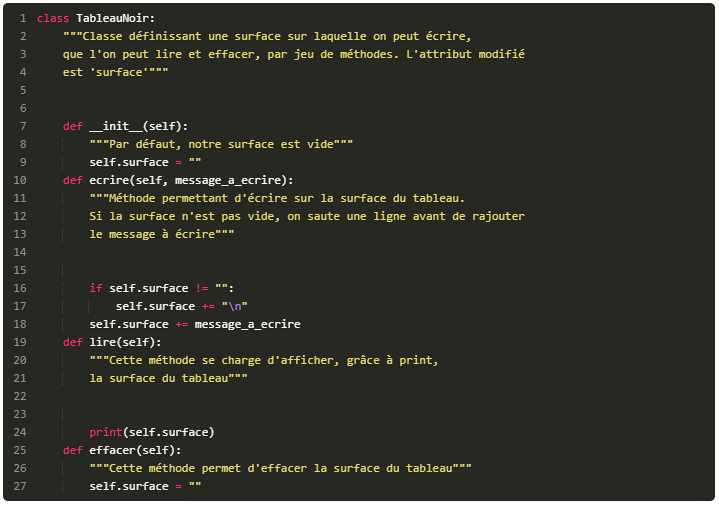 1 class TableauNoir:
2     """Classe définissant une surface sur laquelle on peut écrire,
3     que l'on peut lire et effacer, par jeu de méthodes. L'attribut modifié
4     est 'surface'"""
5
6
7     def __init__(self):
8         """Par défaut, notre surface est vide"""
9         self.surface = ""
10     def ecrire(self, message_a_ecrire):
11         """Méthode permettant d'écrire sur la surface du tableau.
12         Si la surface n'est pas vide, on saute une ligne avant de rajouter
13         le message à écrire"""
14
15
16         if self.surface != "":
17             self.surface += "\n"
18         self.surface += message_a_ecrire
19     def lire(self):
20         """Cette méthode se charge d'afficher, grâce à print,
21         la surface du tableau"""
22
23
24         print(self.surface)
25     def effacer(self):
26         """Cette méthode permet d'effacer la surface du tableau"""
27         self.surface = ""